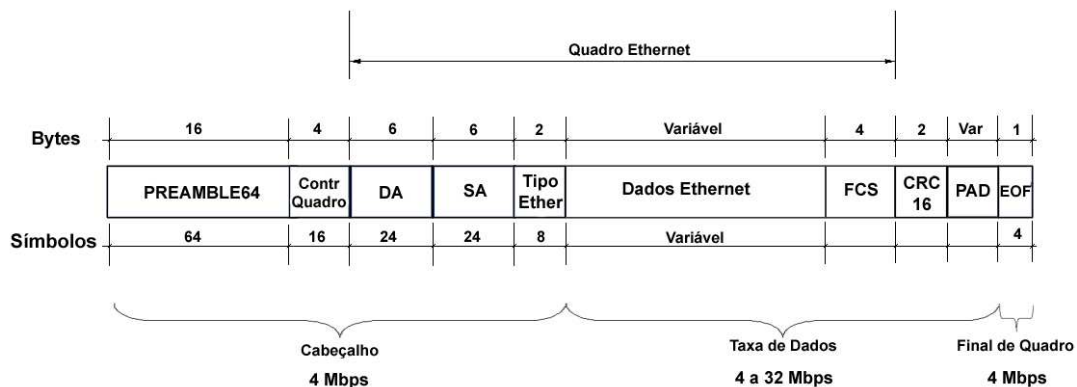 Quadro Ethernet
Bytes 16 4 6 6 2 Variável 4 2 Var 1
PREAMBLE64 Contr Quadro DA SA Tipo Ether Dados Ethernet FCS CRC 16 PAD EOF
Símbolos 64 16 24 24 8 Variável 4
Cabeçalho Taxa de Dados Final de Quadro
4 Mbps 4 a 32 Mbps 4 Mbps